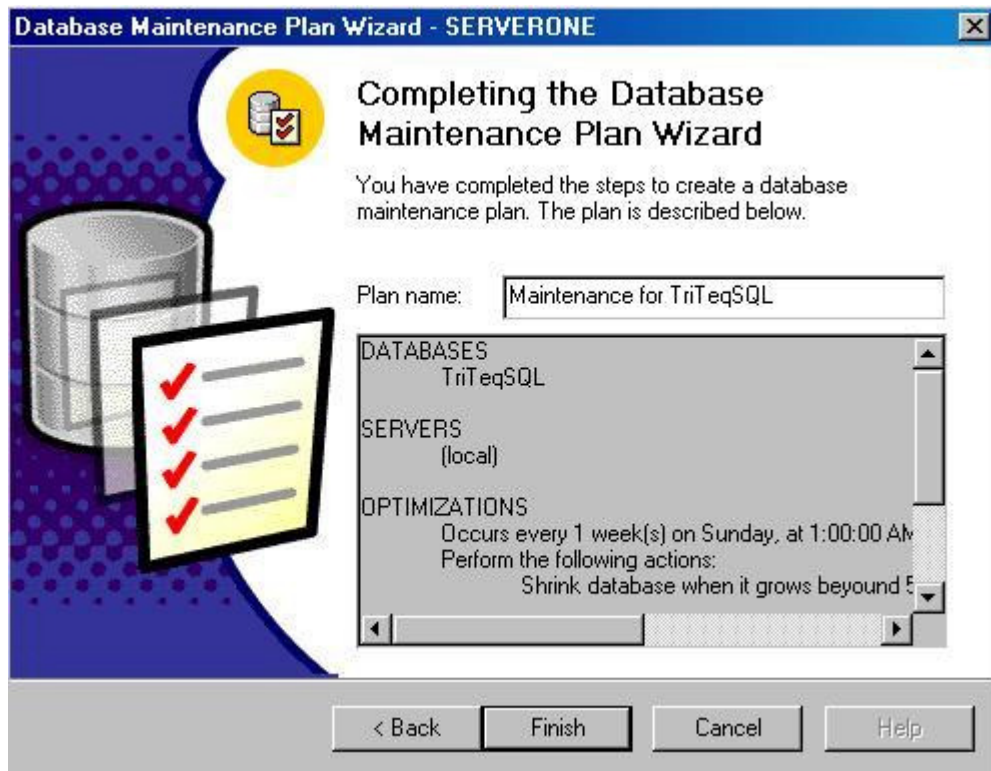 Database Maintenance Plan Wizard - SERVERONE
Completing the Database
Maintenance Plan Wizard
You have completed the steps to create a database
maintenance plan. The plan is described below.
Plan name: Maintenance for TriTeqSQL
DATABASES
TriTeqSQL
SERVERS
(local)
OPTIMIZATIONS
Occurs every 1 week(s) on Sunday, at 1:00:00 AM
Perform the following actions:
Shrink database when it grows beyound 5
< Back Finish Cancel Help